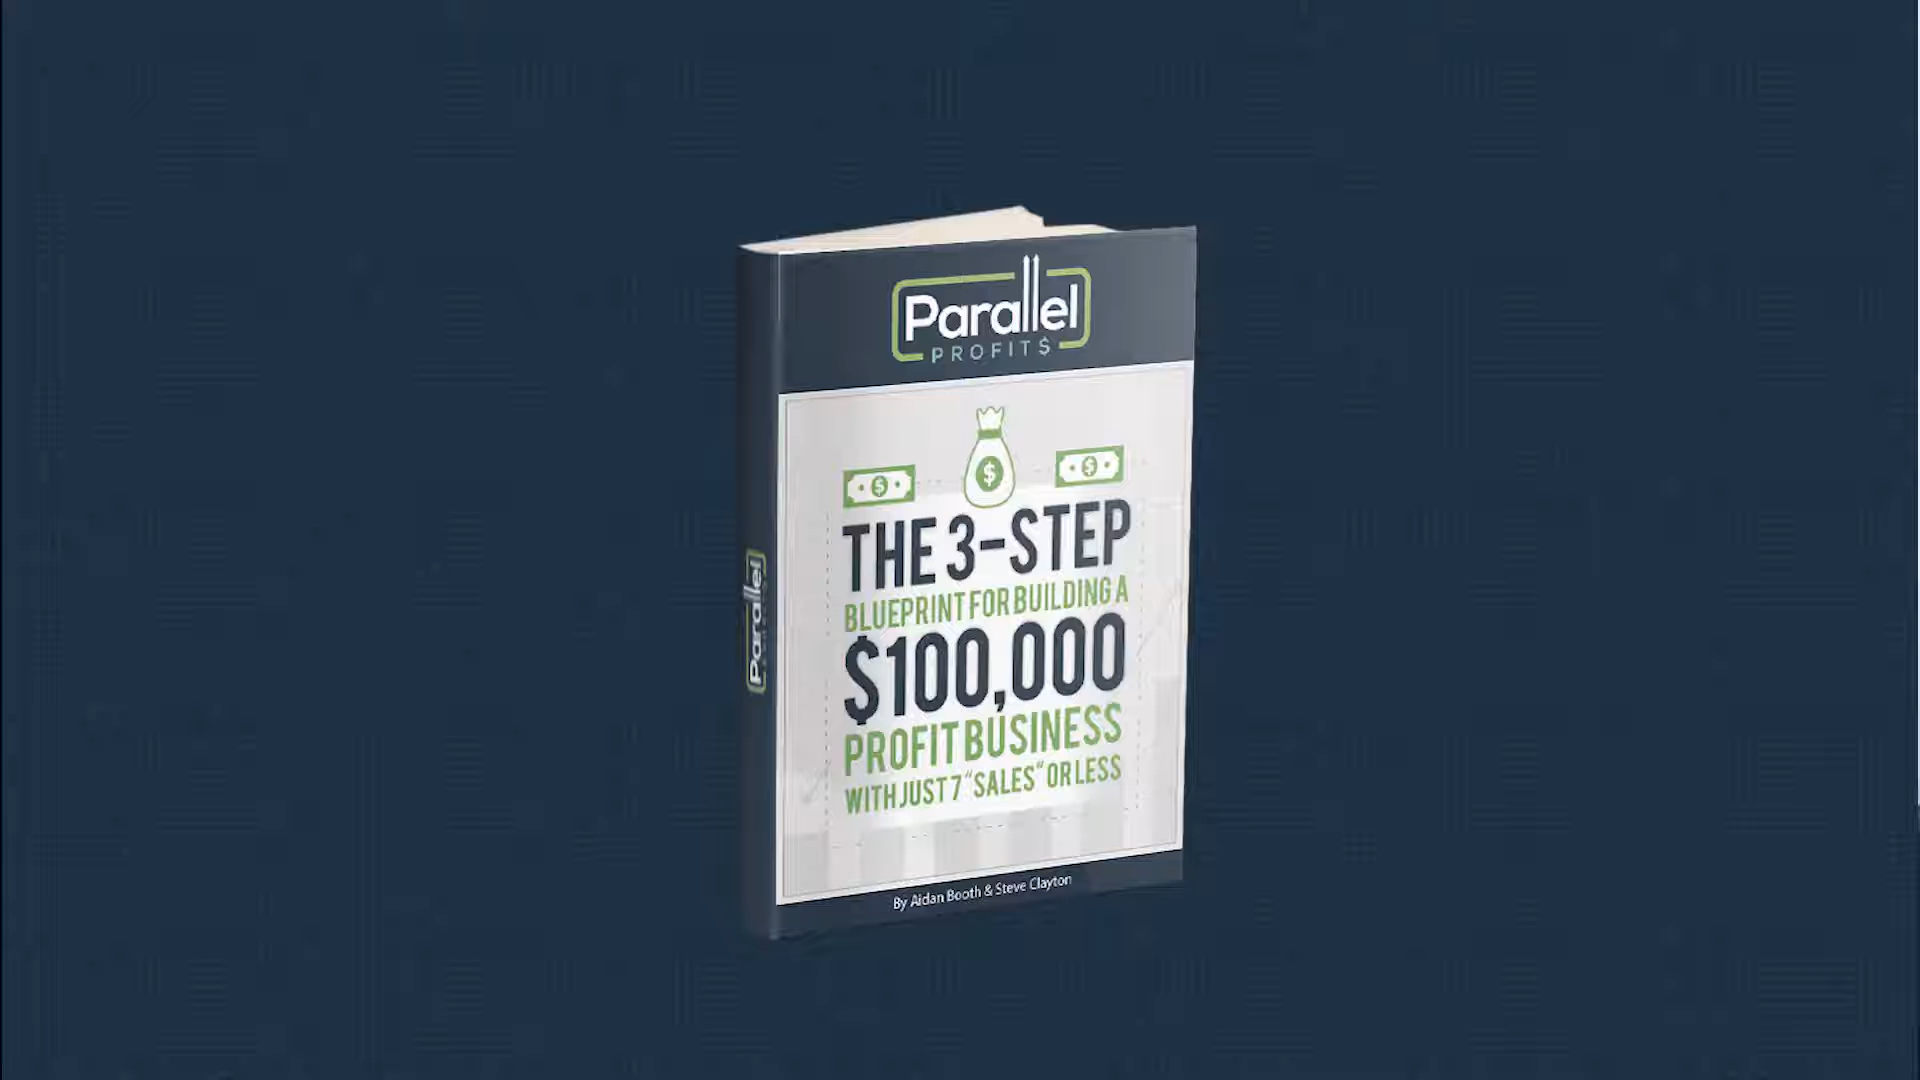 Parallel
PROFIT$
THE 3-STEP
BLUEPRINT FOR BUILDING A
$100,000
PROFIT BUSINESS
WITH JUST 7 "SALES" OR LESS
By Aidan Booth & Steve Clayton
Parallel